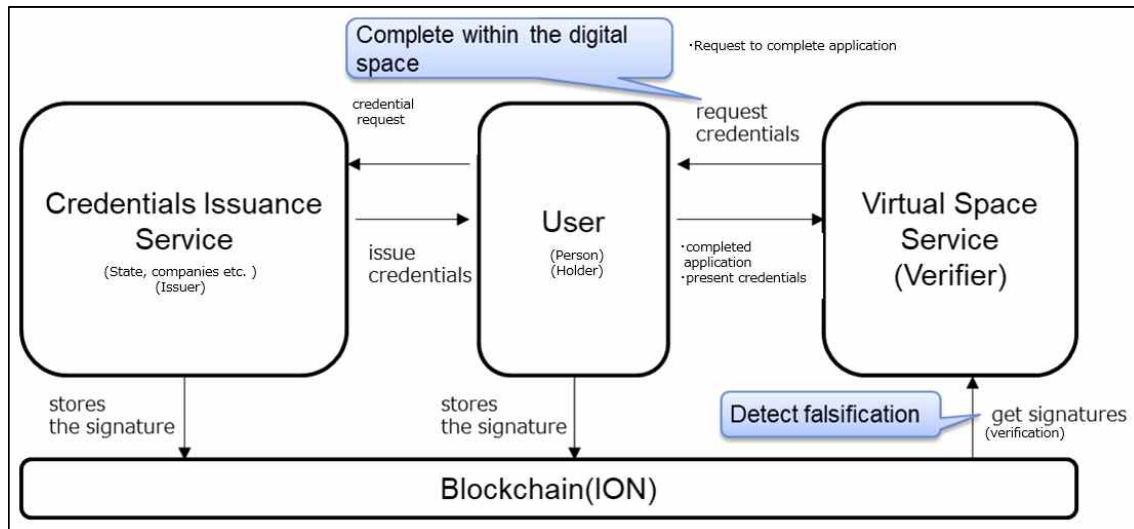 Complete within the digital
space
・Request to complete application
credential
request
request
credentials
Credentials Issuance
Service
(State, companies etc. )
(Issuer)
issue
credentials
User
(Person)
(Holder)
・completed
application
・present credentials
Virtual Space
Service
(Verifier)
stores
the signature
stores
the signature
Detect falsification
get signatures
(verification)
Blockchain(ION)